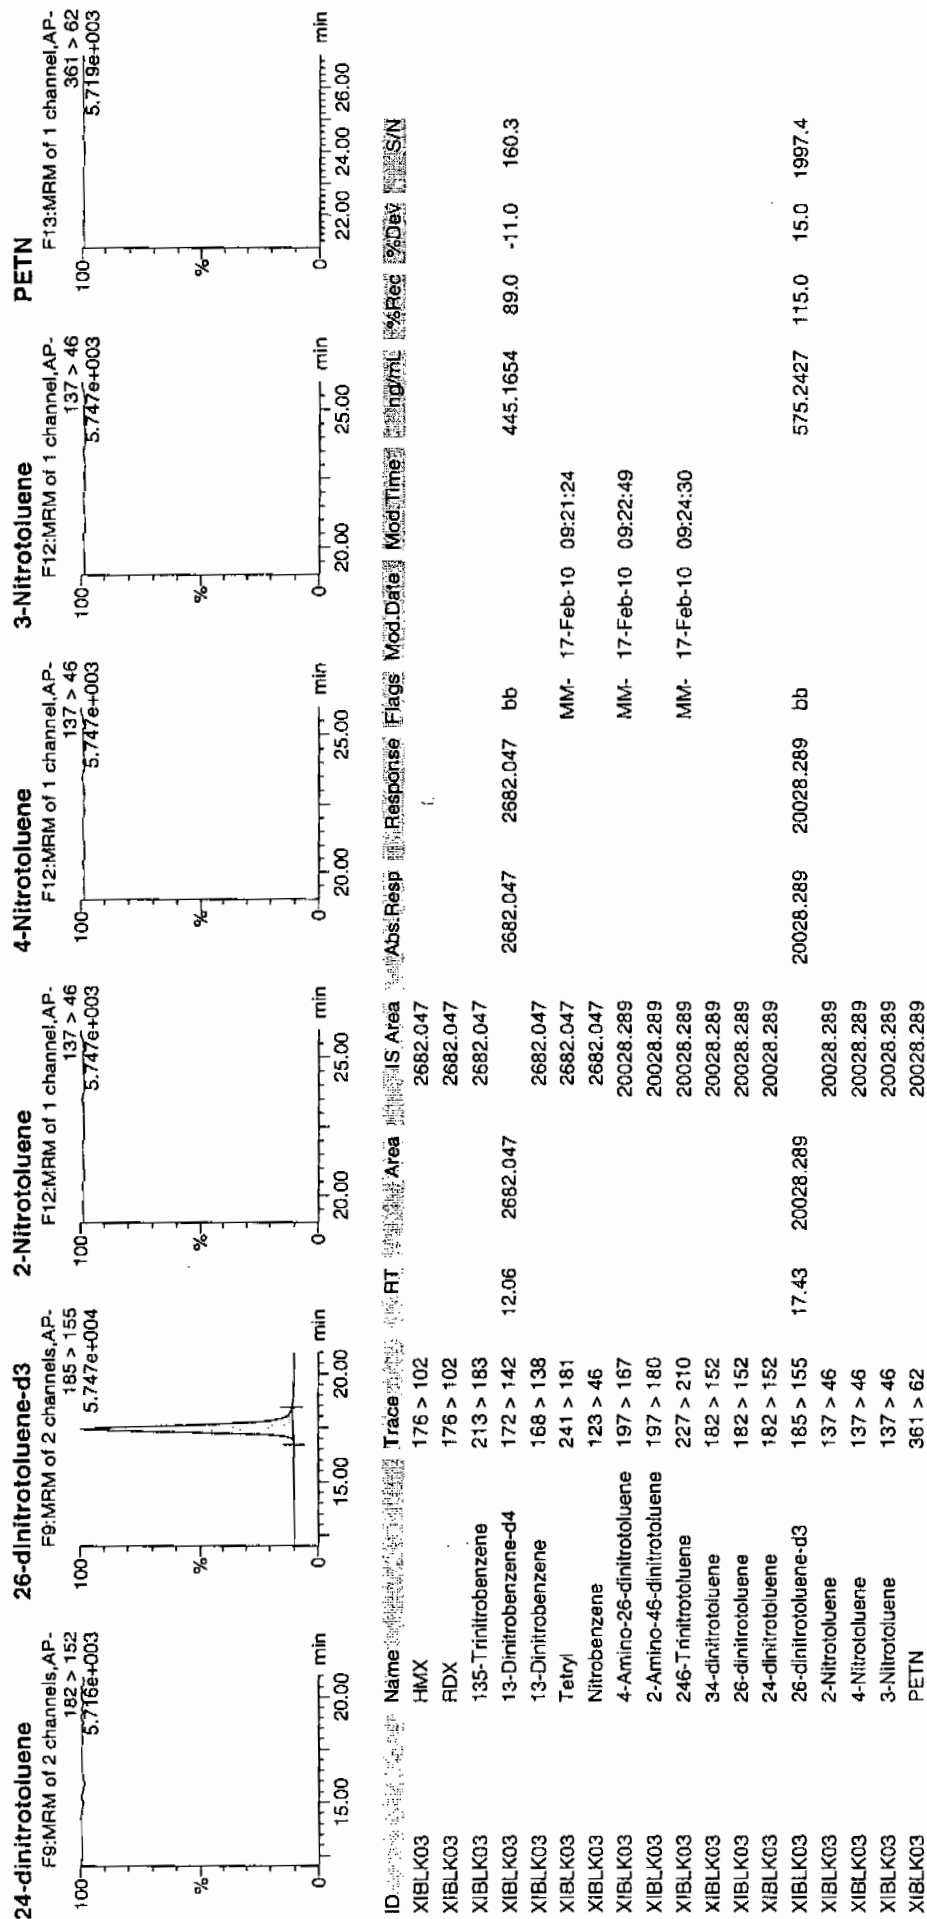 24-dinitrotoluene
F9:MRM of 2 channels,AP-
182 > 152
5.716e+003
100
%
0
15.00 20.00 min
26-dinitrotoluene-d3
F9:MRM of 2 channels,AP-
185 > 155
5.747e+004
100
%
0
15.00 20.00 min
2-Nitrotoluene
F12:MRM of 1 channel,AP-
137 > 46
5.747e+003
100
%
0
20.00 25.00 min
4-Nitrotoluene
F12:MRM of 1 channel,AP-
137 > 46
5.747e+003
100
%
0
20.00 25.00 min
3-Nitrotoluene
F12:MRM of 1 channel,AP-
137 > 46
5.747e+003
100
%
0
20.00 25.00 min
PETN
F13:MRM of 1 channel,AP-
361 > 62
5.719e+003
100
%
0
22.00 24.00 26.00 min
ID Name Trace RT Area IS Area Abs.Resp Response Flags Mod.Date Mod.Time ng/mL %Rec %Dev S/N
XIBLK03 HMX 176 > 102 2682.047
XIBLK03 RDX 176 > 102 2682.047
XIBLK03 135-Trinitrobenzene 213 > 183 2682.047
XIBLK03 13-Dinitrobenzene-d4 172 > 142 12.06 2682.047 2682.047 2682.047 bb 445.1654 89.0 -11.0 160.3
XIBLK03 13-Dinitrobenzene 168 > 138 2682.047
XIBLK03 Tetryl 241 > 181 2682.047 MM- 17-Feb-10 09:21:24
XIBLK03 Nitrobenzene 123 > 46 2682.047
XIBLK03 4-Amino-26-dinitrotoluene 197 > 167 20028.289 MM- 17-Feb-10 09:22:49
XIBLK03 2-Amino-46-dinitrotoluene 197 > 180 20028.289
XIBLK03 246-Trinitrotoluene 227 > 210 20028.289 MM- 17-Feb-10 09:24:30
XIBLK03 34-dinitrotoluene 182 > 152 20028.289
XIBLK03 26-dinitrotoluene 182 > 152 20028.289
XIBLK03 24-dinitrotoluene 182 > 152 20028.289
XIBLK03 26-dinitrotoluene-d3 185 > 155 17.43 20028.289 20028.289 20028.289 bb 575.2427 115.0 15.0 1997.4
XIBLK03 2-Nitrotoluene 137 > 46 20028.289
XIBLK03 4-Nitrotoluene 137 > 46 20028.289
XIBLK03 3-Nitrotoluene 137 > 46 20028.289
XIBLK03 PETN 361 > 62 20028.289